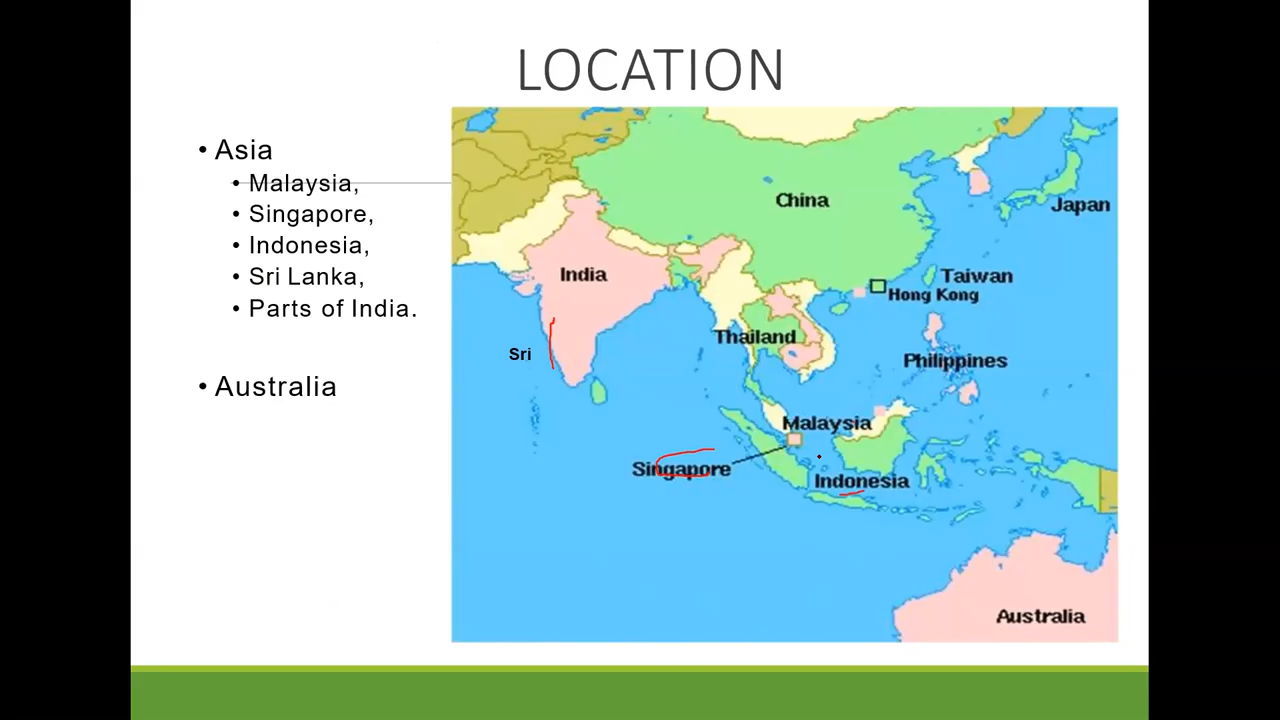 LOCATION
• Asia
• Malaysia,
• Singapore,
• Indonesia,
• Sri Lanka,
• Parts of India.
• Australia
China
Japan
India
Taiwan
Hong Kong
Thailand
Sri
Philippines
Malaysia
Singapore
Indonesia
Australia